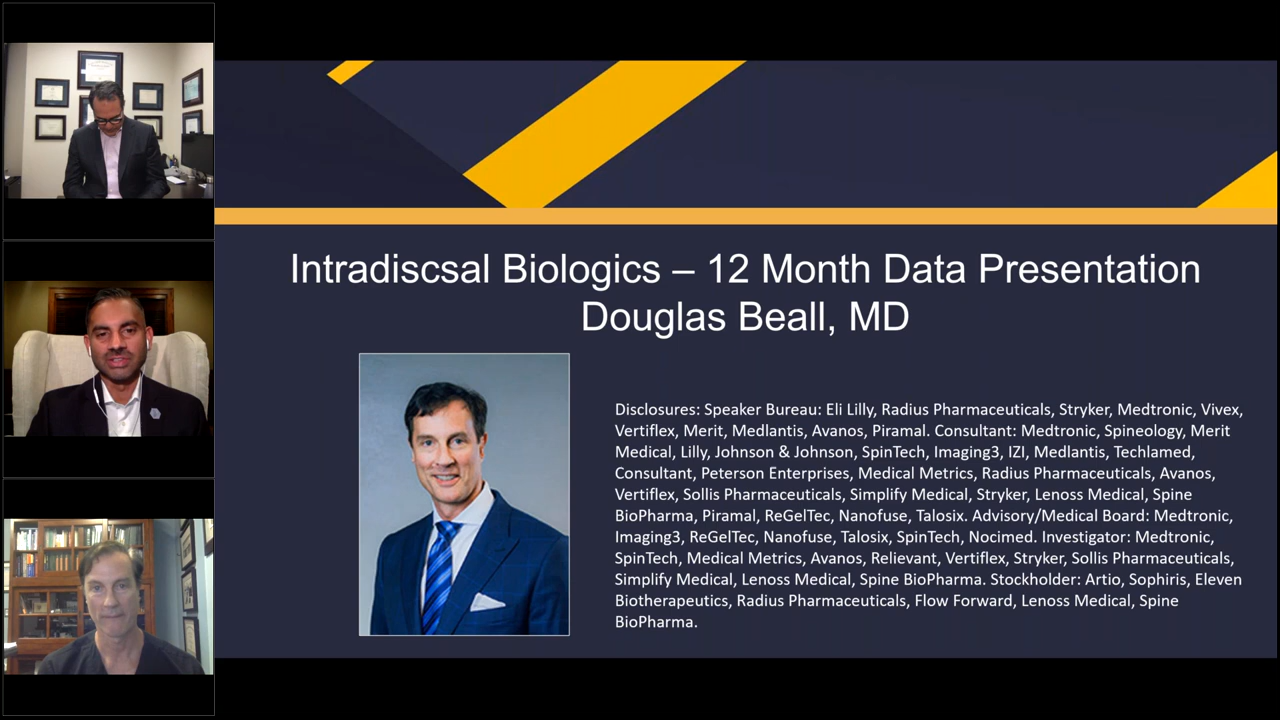 Intradiscsal Biologics – 12 Month Data Presentation
Douglas Beall, MD
Disclosures: Speaker Bureau: Eli Lilly, Radius Pharmaceuticals, Stryker, Medtronic, Vivex,
Vertiflex, Merit, Medlantis, Avanos, Piramal. Consultant: Medtronic, Spineology, Merit
Medical, Lilly, Johnson & Johnson, SpinTech, Imaging3, IZI, Medlantis, Techlamed,
Consultant, Peterson Enterprises, Medical Metrics, Radius Pharmaceuticals, Avanos,
Vertiflex, Sollis Pharmaceuticals, Simplify Medical, Stryker, Lenoss Medical, Spine
BioPharma, Piramal, ReGelTec, Nanofuse, Talosix. Advisory/Medical Board: Medtronic,
Imaging3, ReGelTec, Nanofuse, Talosix, SpinTech, Nocimed. Investigator: Medtronic,
SpinTech, Medical Metrics, Avanos, Relievant, Vertiflex, Stryker, Sollis Pharmaceuticals,
Simplify Medical, Lenoss Medical, Spine BioPharma. Stockholder: Artio, Sophiris, Eleven
Biotherapeutics, Radius Pharmaceuticals, Flow Forward, Lenoss Medical, Spine
BioPharma.